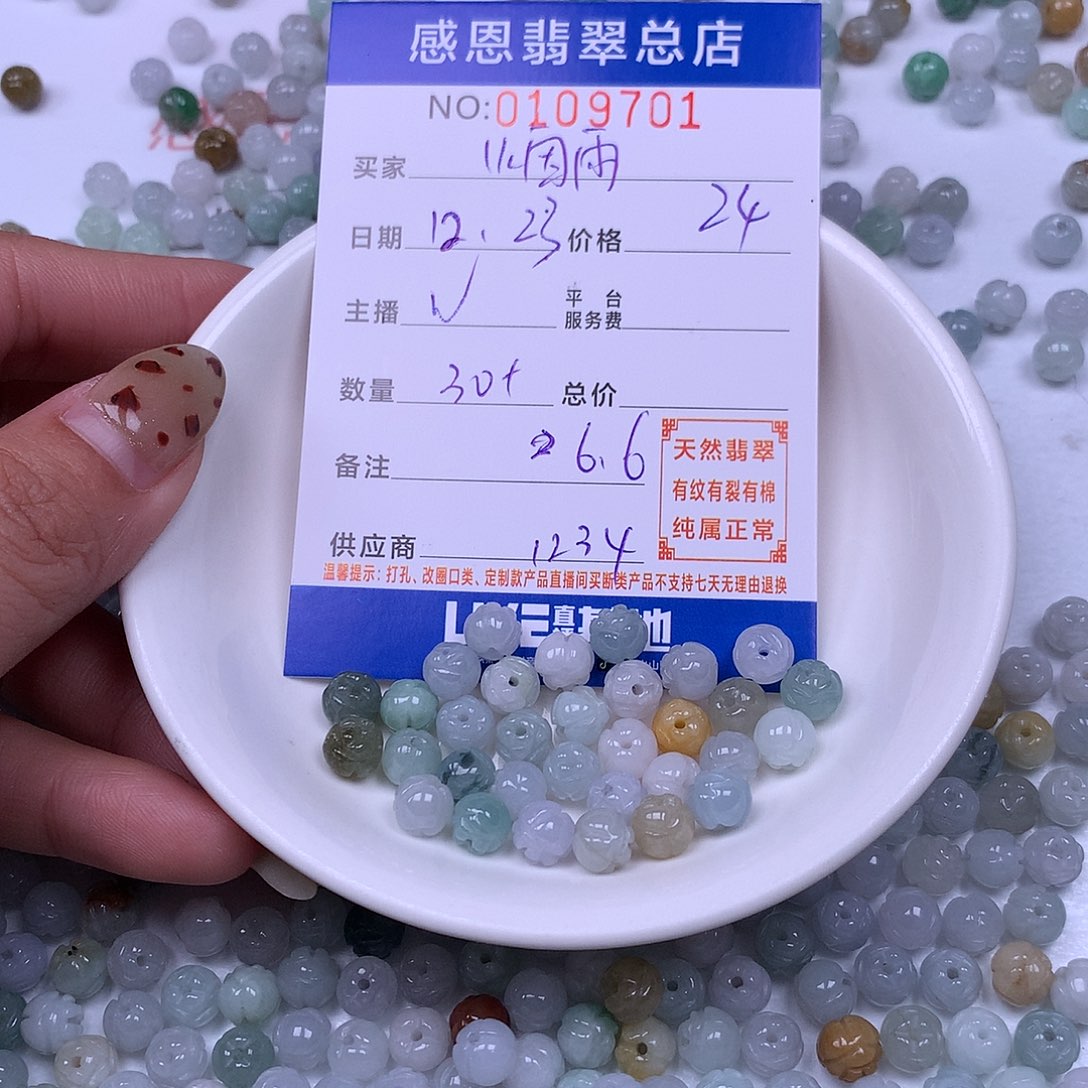 感恩翡翠总店
NO:0109701
买家
日期 12.23 价格 24
主播 平台服务费
数量 30+ 总价
备注 26.6
天然翡翠
有纹有裂有棉
纯属正常
供应商 1234
温馨提示：打孔、改圈口类、定制款产品直播间买断类产品不支持七天无理由退换